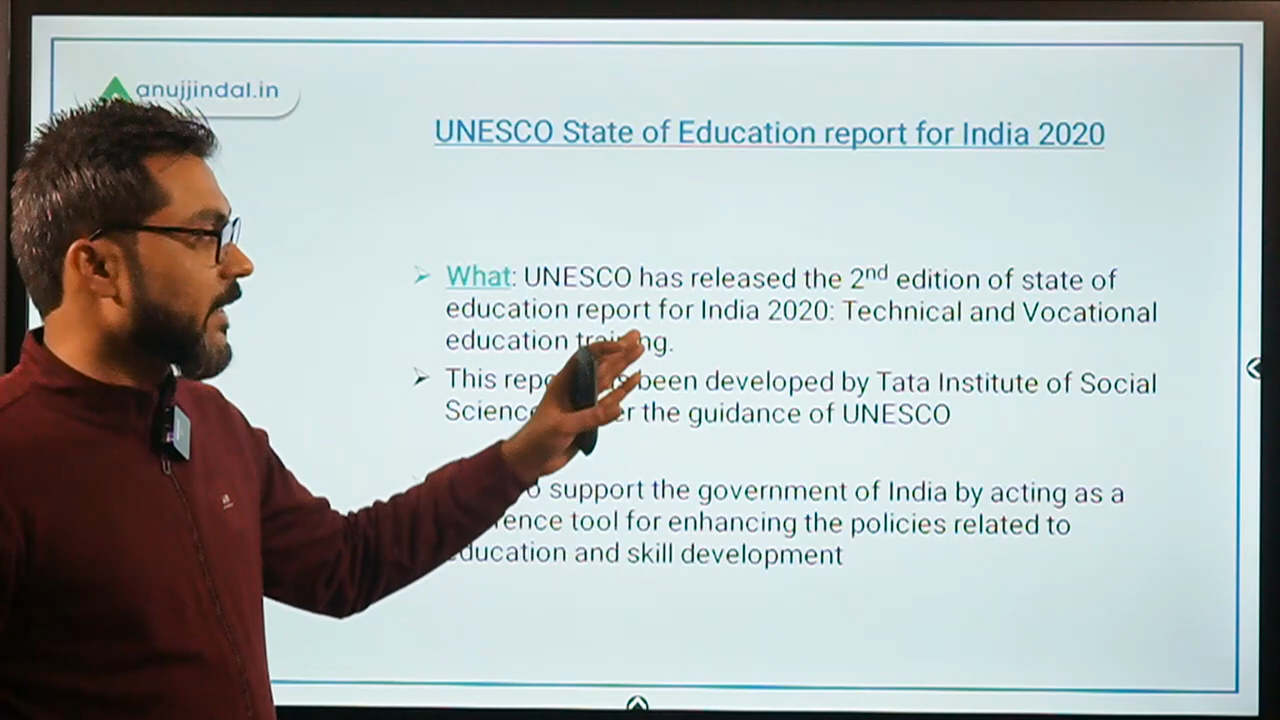 anujjindal.in
UNESCO State of Education report for India 2020
➢ What: UNESCO has released the 2nd edition of state of
education report for India 2020: Technical and Vocational
education training.
➢ This been developed by Tata Institute of Social
the guidance of UNESCO
support the government of India by acting as a
tool for enhancing the policies related to
education and skill development